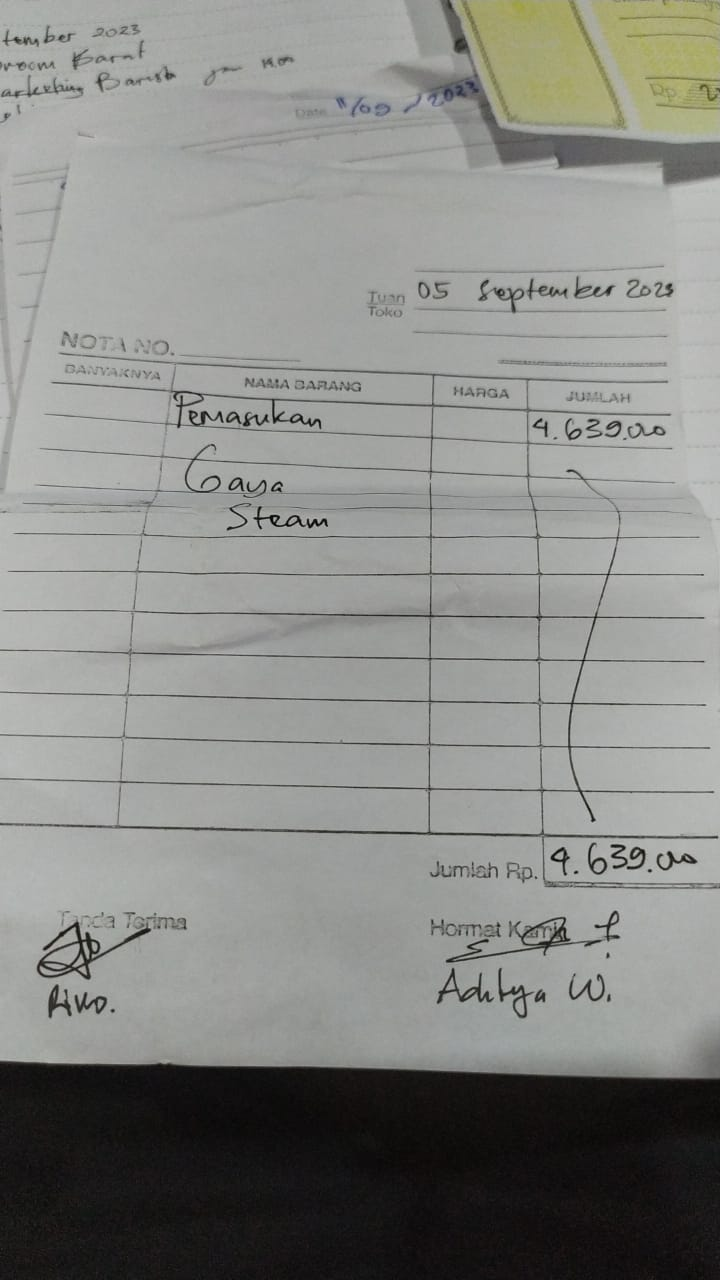 tember 2023
Barat
Date 11/09/2023
Rp.
Tuan 05 September 2023
Toko
NOTA NO.
BANYAKNYA NAMA BARANG HARGA JUMLAH
Pemasukan 4.639.000
Gaya
Steam
Jumlah Rp. 4.639.000
Tanda Terima Hormat Kami
Riko. Aditya W.